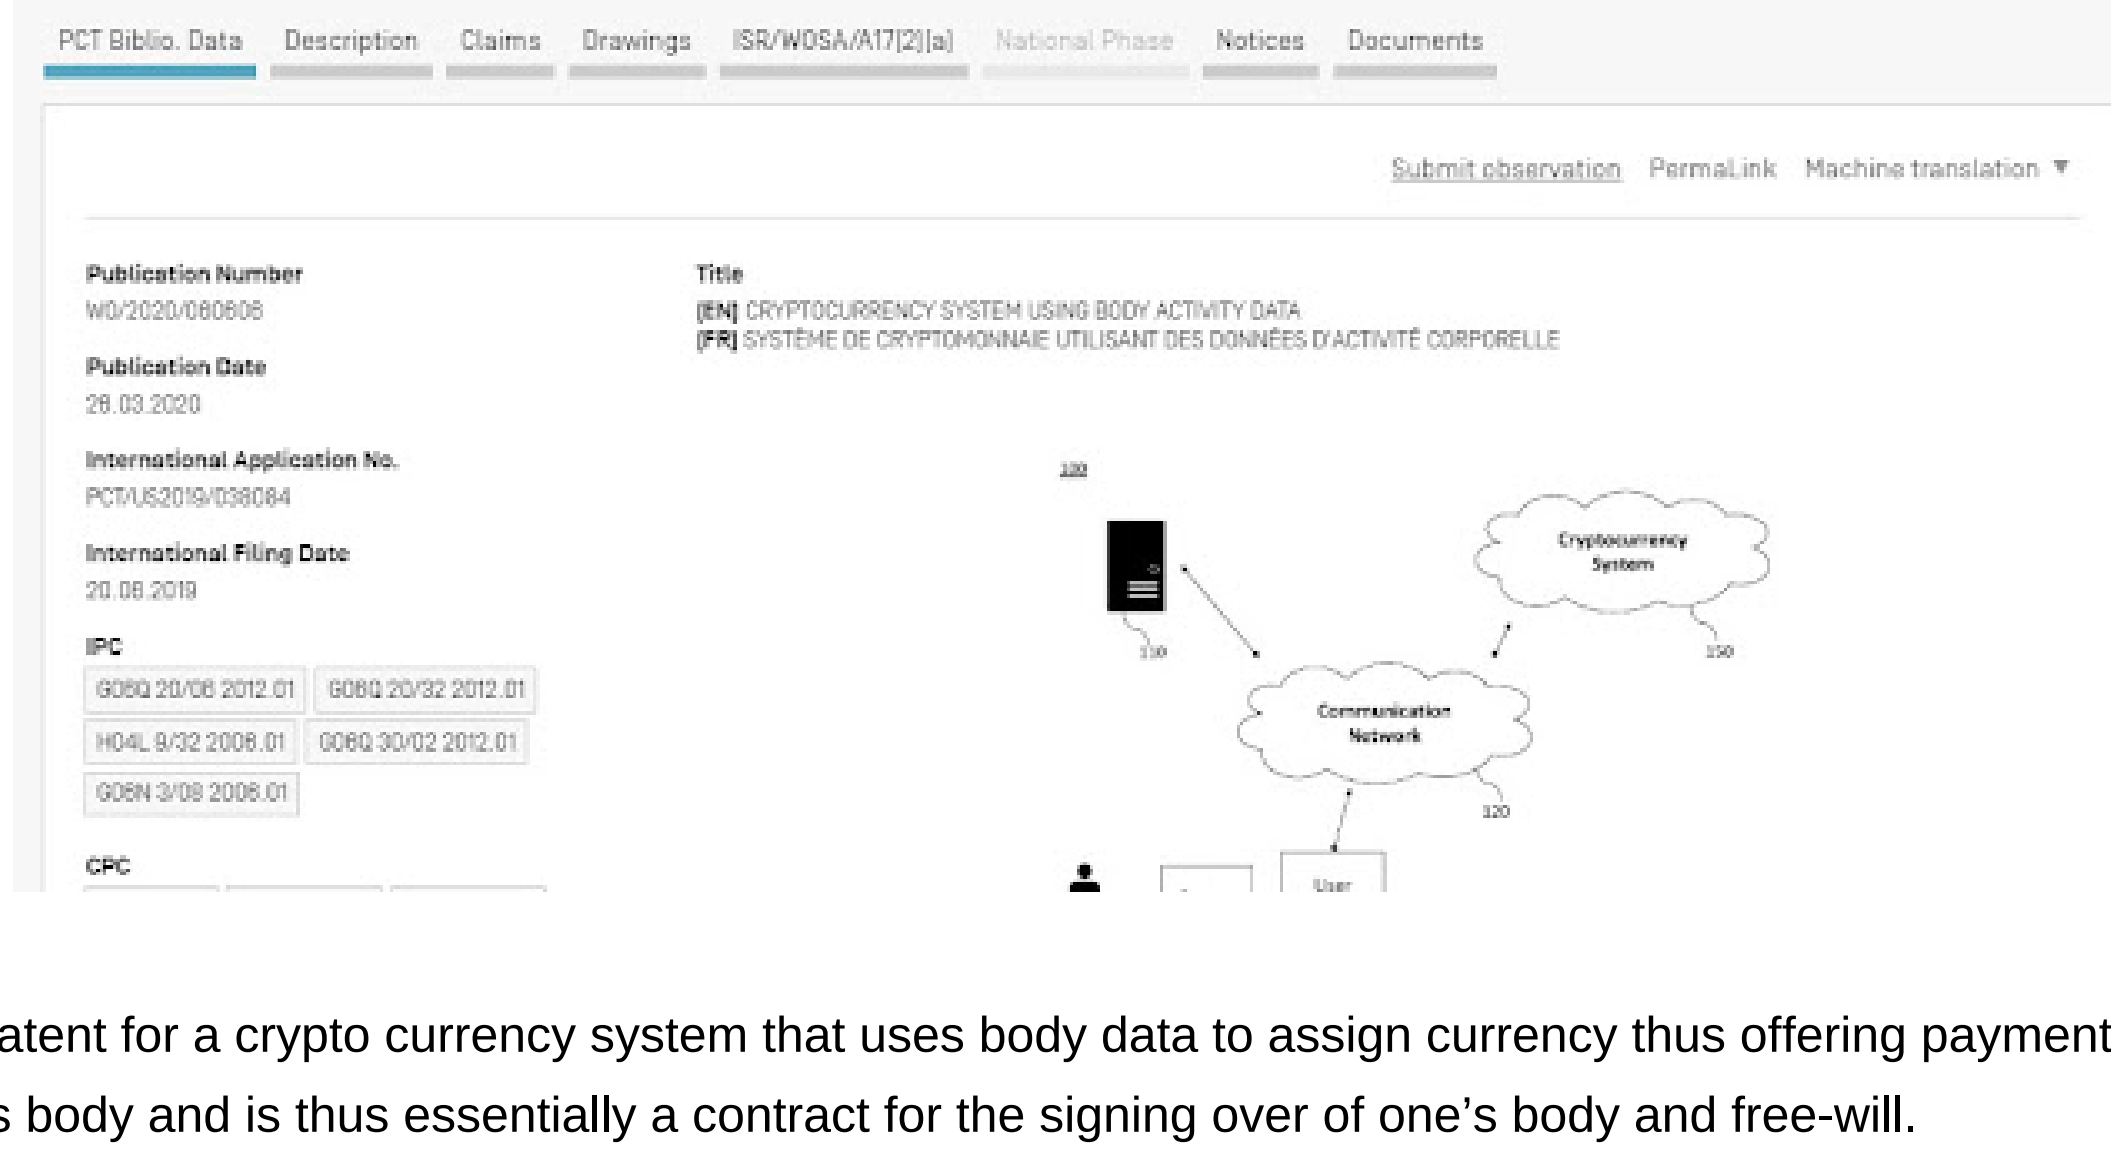 PCT Biblio. Data Description Claims Drawings ISR/WOSA/A17(2)(a) National Phase Notices Documents
Submit observation PermaLink Machine translation
Publication Number
WO/2020/060606
Publication Date
26.03.2020
International Application No.
PCT/US2019/038084
International Filing Date
20.06.2019
IPC
G06Q 20/06 2012.01 G06Q 20/32 2012.01
H04L 9/32 2006.01 G06Q 30/02 2012.01
G06N 3/08 2006.01
CPC
Title
[EN] CRYPTOCURRENCY SYSTEM USING BODY ACTIVITY DATA
[FR] SYSTÈME DE CRYPTOMONNAIE UTILISANT DES DONNÉES D'ACTIVITÉ CORPORELLE
100
Cryptocurrency
System
110
150
Communication
Network
120
User
atent for a crypto currency system that uses body data to assign currency thus offering payment
s body and is thus essentially a contract for the signing over of one’s body and free-will.